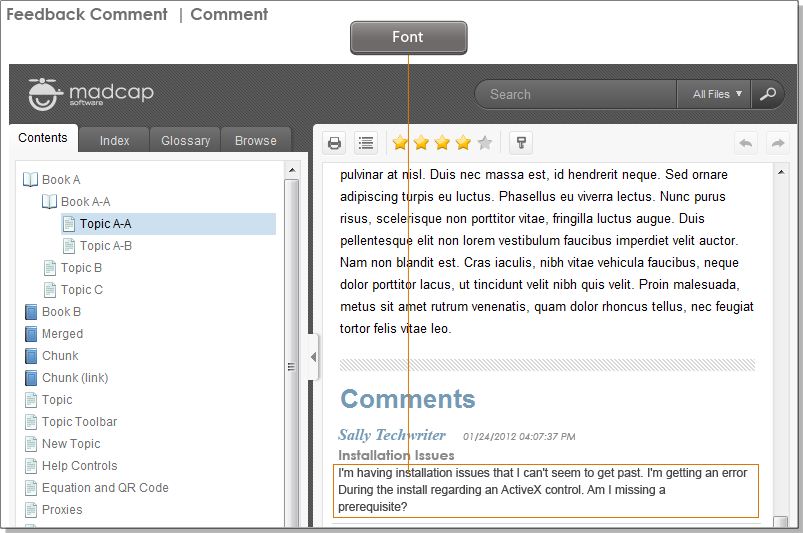 Feedback Comment | Comment
Font
madcap
software
Search
All Files
Contents
Index
Glossary
Browse
Book A
Book A-A
Topic A-A
Topic A-B
Topic B
Topic C
Book B
Merged
Chunk
Chunk (link)
Topic
Topic Toolbar
New Topic
Help Controls
Equation and QR Code
Proxies
pulvinar at nisl. Duis nec massa est, id hendrerit neque. Sed ornare
adipiscing turpis eu luctus. Phasellus eu viverra lectus. Nunc purus
risus, scelerisque non porttitor vitae, fringilla luctus augue. Duis
pellentesque elit non lorem vestibulum faucibus imperdiet velit auctor.
Nam non blandit est. Cras iaculis, nibh vitae vehicula faucibus, neque
dolor porttitor lacus, ut tincidunt velit nibh quis velit. Proin malesuada,
metus sit amet rutrum venenatis, quam dolor rhoncus tellus, nec feugiat
tortor felis vitae leo.
Comments
Sally Techwriter 01/24/2012 04:07:37 PM
Installation Issues
I'm having installation issues that I can't seem to get past. I'm getting an error
During the install regarding an ActiveX control. Am I missing a
prerequisite?